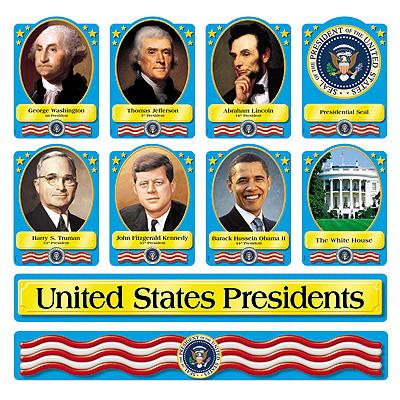 George Washington
1st President
Thomas Jefferson
3rd President
Abraham Lincoln
16th President
SEAL OF THE PRESIDENT OF THE UNITED STATES
Presidential Seal
Harry S. Truman
33rd President
John Fitzgerald Kennedy
35th President
Barack Hussein Obama II
44th President
The White House
United States Presidents